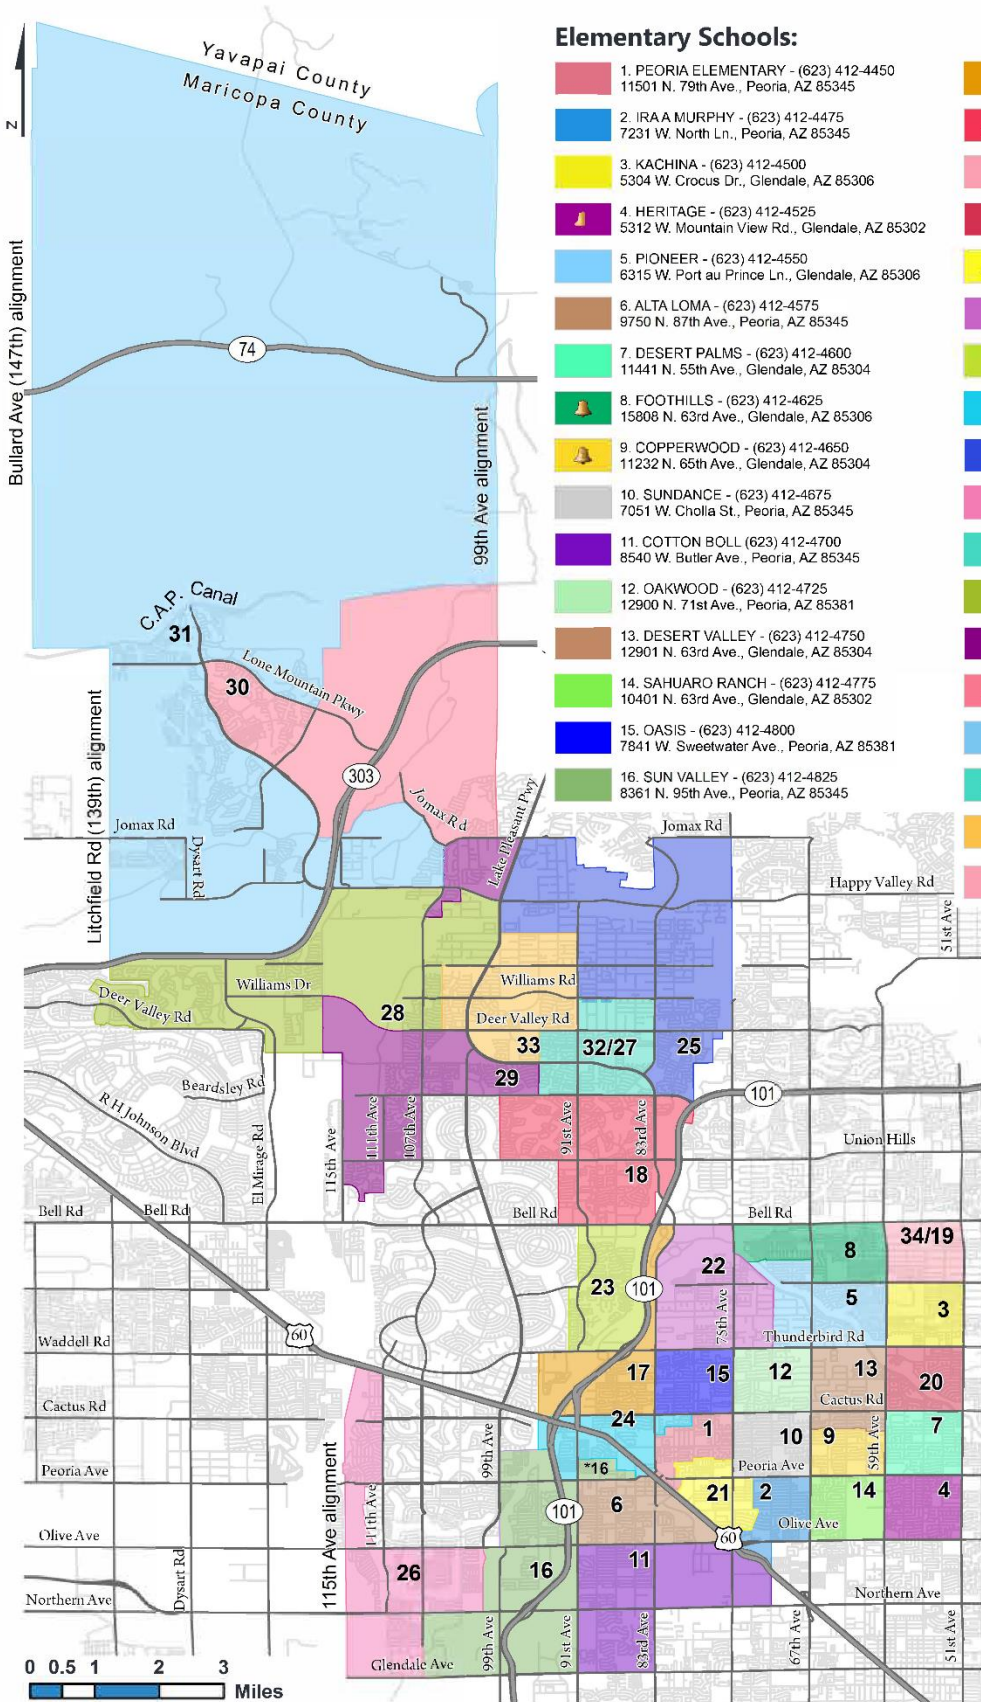 Elementary Schools:
1. PEORIA ELEMENTARY - (623) 412-4450
11501 N. 79th Ave., Peoria, AZ 85345
2. IRA A MURPHY - (623) 412-4475
7231 W. North Ln., Peoria, AZ 85345
3. KACHINA - (623) 412-4500
5304 W. Crocus Dr., Glendale, AZ 85306
4. HERITAGE - (623) 412-4525
5312 W. Mountain View Rd., Glendale, AZ 85302
5. PIONEER - (623) 412-4550
6315 W. Port au Prince Ln., Glendale, AZ 85306
6. ALTA LOMA - (623) 412-4575
9750 N. 87th Ave., Peoria, AZ 85345
7. DESERT PALMS - (623) 412-4600
11441 N. 55th Ave., Glendale, AZ 85304
8. FOOTHILLS - (623) 412-4625
15808 N. 63rd Ave., Glendale, AZ 85306
9. COPPERWOOD - (623) 412-4650
11232 N. 65th Ave., Glendale, AZ 85304
10. SUNDANCE - (623) 412-4675
7051 W. Cholla St., Peoria, AZ 85345
11. COTTON BOLL (623) 412-4700
8540 W. Butler Ave., Peoria, AZ 85345
12. OAKWOOD - (623) 412-4725
12900 N. 71st Ave., Peoria, AZ 85381
13. DESERT VALLEY - (623) 412-4750
12901 N. 63rd Ave., Glendale, AZ 85304
14. SAHUARO RANCH - (623) 412-4775
10401 N. 63rd Ave., Glendale, AZ 85302
15. OASIS - (623) 412-4800
7841 W. Sweetwater Ave., Peoria, AZ 85381
16. SUN VALLEY - (623) 412-4825
8361 N. 95th Ave., Peoria, AZ 85345
Yavapai County
Maricopa County
N
Bullard Ave (147th) alignment
74
99th Ave alignment
C.A.P. Canal
31
30
Lone Mountain Pkwy
Litchfield Rd (139th) alignment
303
Jomax Rd
Jomax Rd
Lake Pleasant Pwy
Jomax Rd
Dysart Rd
Happy Valley Rd
51st Ave
Williams Dr
Williams Rd
Deer Valley Rd
28
Deer Valley Rd
33
32/27
25
29
Beardsley Rd
101
R H Johnson Blvd
El Mirage Rd
115th Ave
111th Ave
107th Ave
91st Ave
83rd Ave
Union Hills
18
Bell Rd
Bell Rd
Bell Rd
Bell Rd
34/19
8
22
23
101
5
3
75th Ave
60
Waddell Rd
Thunderbird Rd
17
15
12
13
20
Cactus Rd
Cactus Rd
24
1
10
9
7
99th Ave
59th Ave
Peoria Ave
*16
Peoria Ave
115th Ave alignment
111th Ave
101
6
21
2
14
4
Olive Ave
Olive Ave
60
Dysart Rd
26
16
11
Northern Ave
Northern Ave
99th Ave
91st Ave
83rd Ave
67th Ave
51st Ave
Glendale Ave
0 0.5 1 2 3
Miles